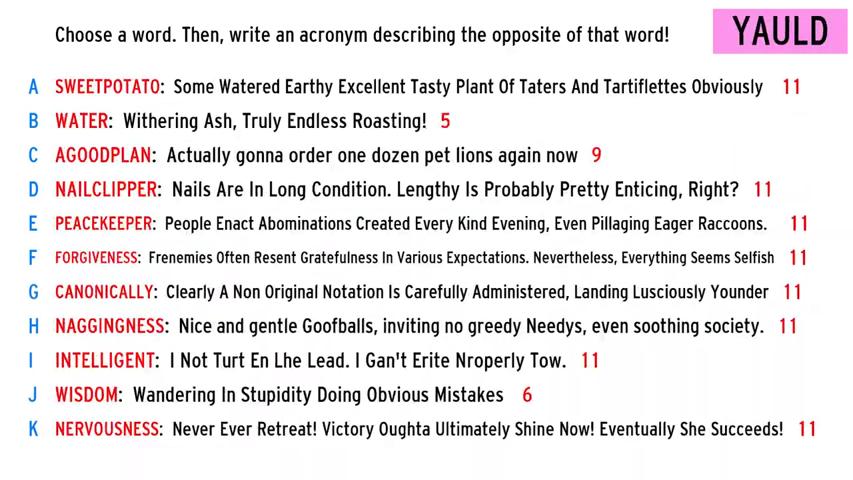 Choose a word. Then, write an acronym describing the opposite of that word!
YAULD
A SWEETPOTATO: Some Watered Earthy Excellent Tasty Plant Of Taters And Tartiflettes Obviously 11
B WATER: Withering Ash, Truly Endless Roasting! 5
C AGOODPLAN: Actually gonna order one dozen pet lions again now 9
D NAILCLIPPER: Nails Are In Long Condition. Lengthy Is Probably Pretty Enticing, Right? 11
E PEACEKEEPER: People Enact Abominations Created Every Kind Evening, Even Pillaging Eager Raccoons. 11
F FORGIVENESS: Frenemies Often Resent Gratefulness In Various Expectations. Nevertheless, Everything Seems Selfish 11
G CANONICALLY: Clearly A Non Original Notation Is Carefully Administered, Landing Lusciously Younder 11
H NAGGINGNESS: Nice and gentle Goofballs, inviting no greedy Needys, even soothing society. 11
I INTELLIGENT: I Not Turt En Lhe Lead. I Gan't Erite Nroperly Tow. 11
J WISDOM: Wandering In Stupidity Doing Obvious Mistakes 6
K NERVOUSNESS: Never Ever Retreat! Victory Oughta Ultimately Shine Now! Eventually She Succeeds! 11